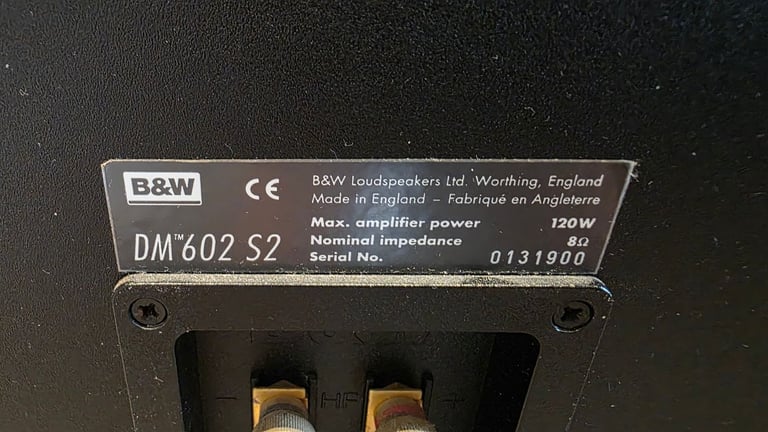 B&W
CE
B&W Loudspeakers Ltd. Worthing, England
Made in England – Fabriqué en Angleterre
DM™602 S2
Max. amplifier power 120W
Nominal impedance 8Ω
Serial No. 0131900
– HF +